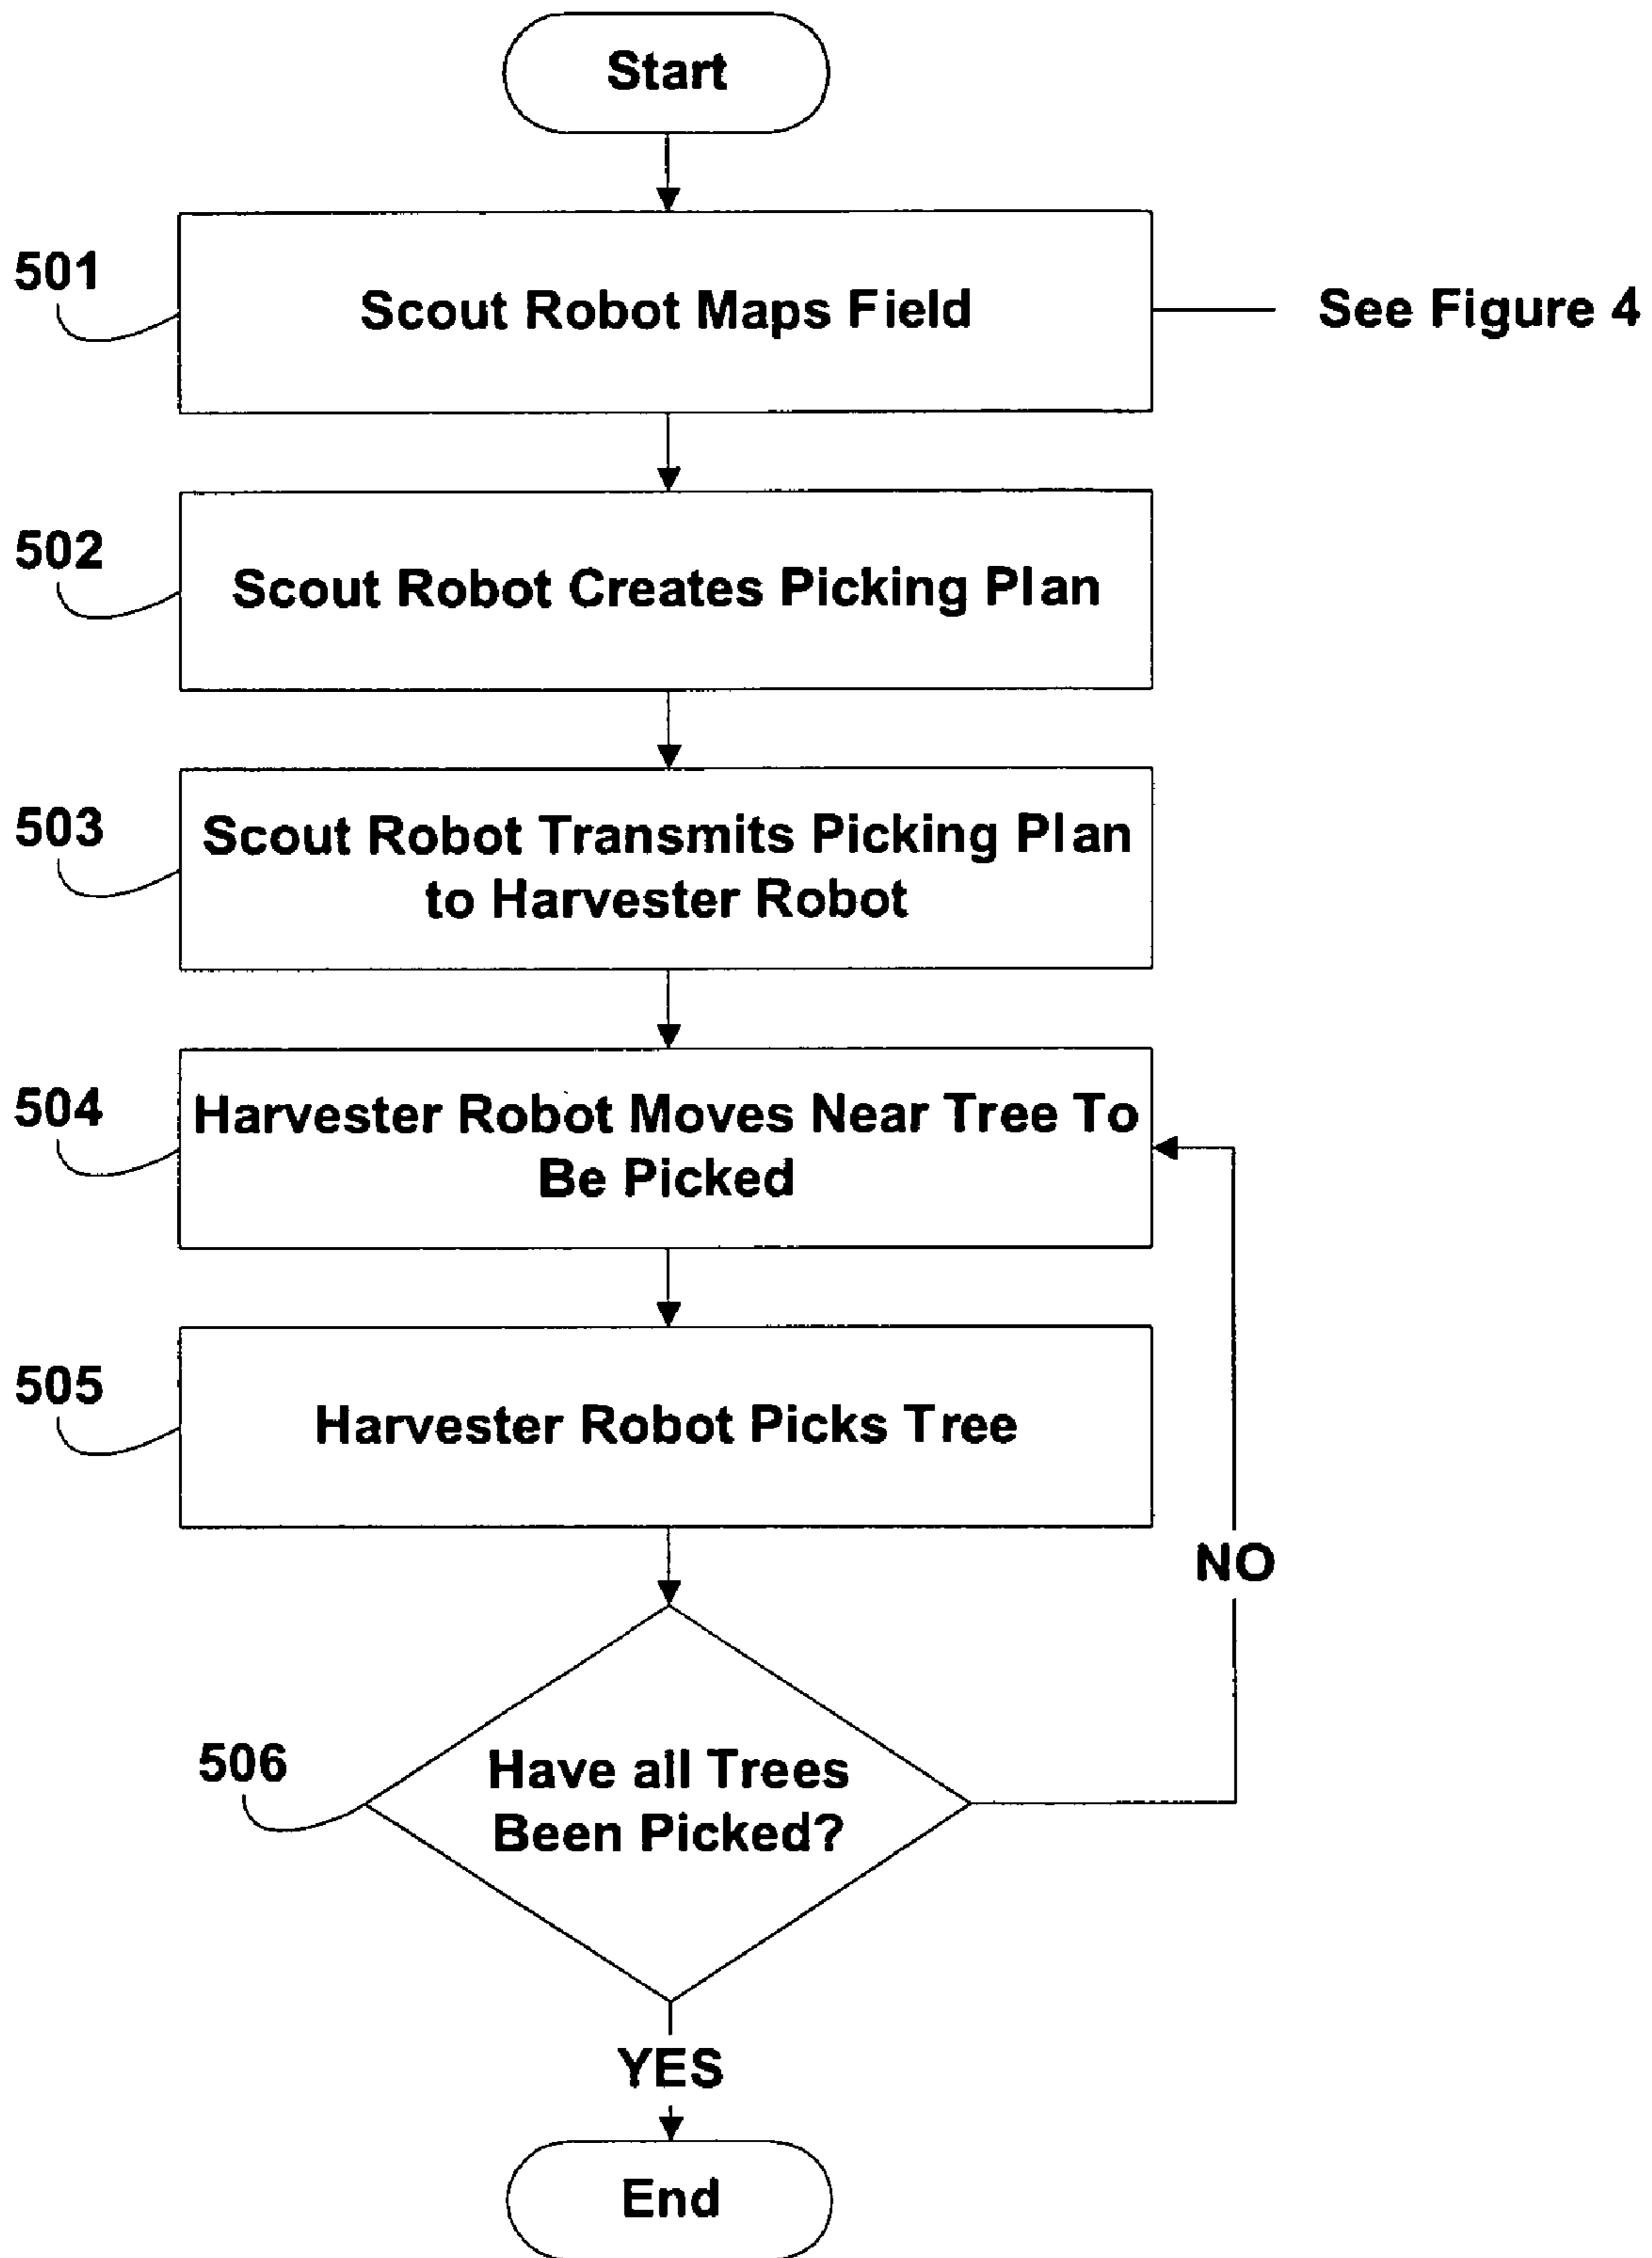 Start
501
Scout Robot Maps Field
See Figure 4
502
Scout Robot Creates Picking Plan
503
Scout Robot Transmits Picking Plan
to Harvester Robot
504
Harvester Robot Moves Near Tree To
Be Picked
505
Harvester Robot Picks Tree
NO
506
Have all Trees
Been Picked?
YES
End